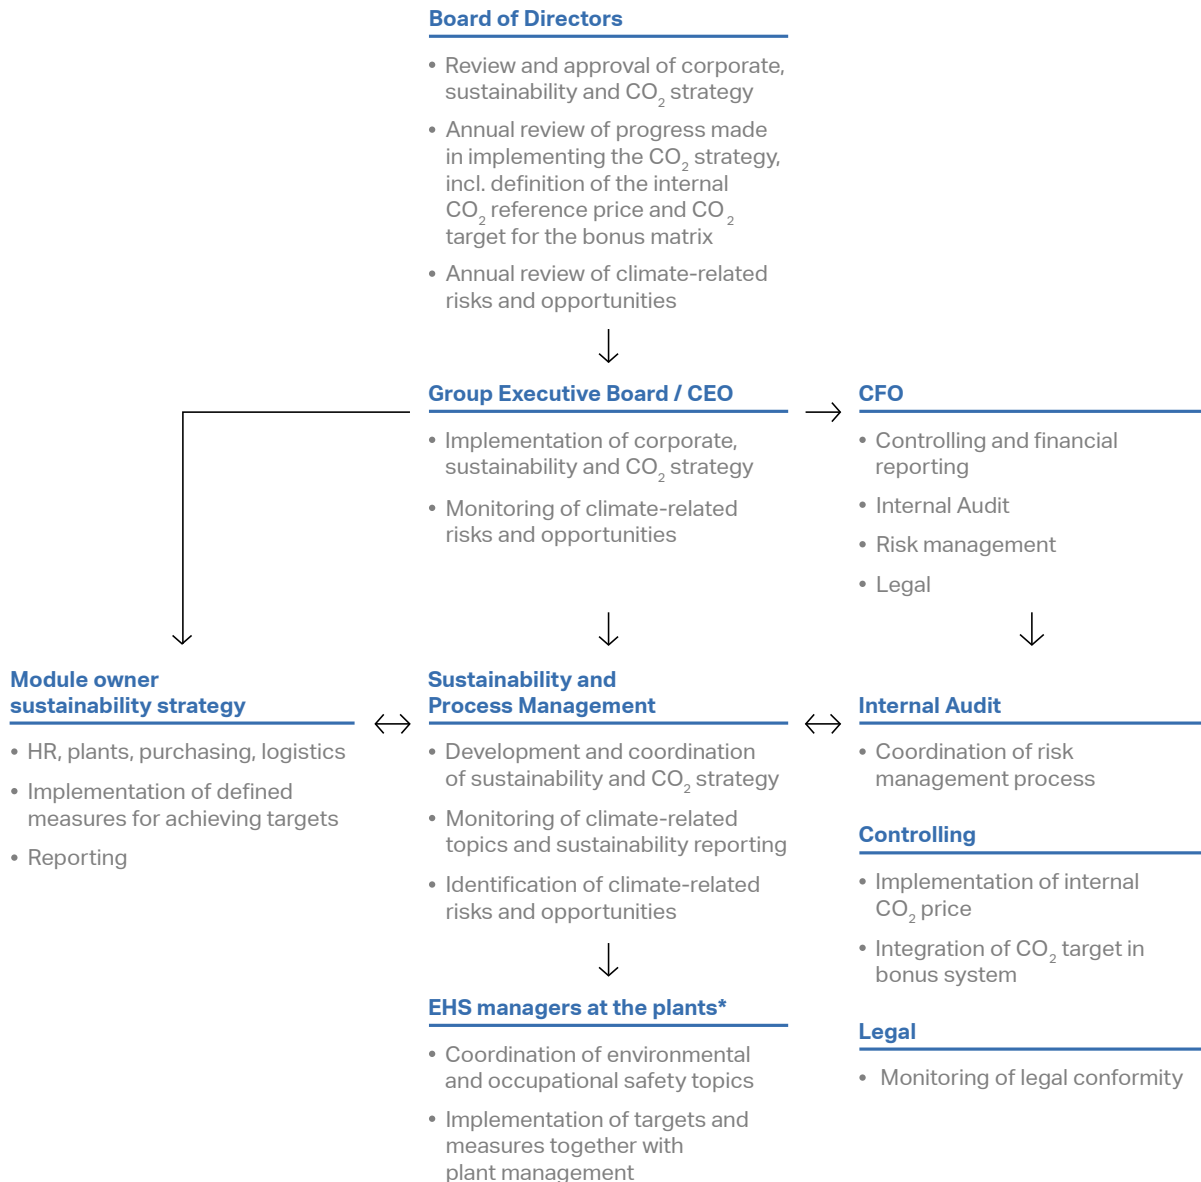 Board of Directors
• Review and approval of corporate,
sustainability and CO₂ strategy
• Annual review of progress made
in implementing the CO₂ strategy,
incl. definition of the internal
CO₂ reference price and CO₂
target for the bonus matrix
• Annual review of climate-related
risks and opportunities
Group Executive Board / CEO
• Implementation of corporate,
sustainability and CO₂ strategy
• Monitoring of climate-related
risks and opportunities
CFO
• Controlling and financial
reporting
• Internal Audit
• Risk management
• Legal
Module owner
sustainability strategy
• HR, plants, purchasing, logistics
• Implementation of defined
measures for achieving targets
• Reporting
Sustainability and
Process Management
• Development and coordination
of sustainability and CO₂ strategy
• Monitoring of climate-related
topics and sustainability reporting
• Identification of climate-related
risks and opportunities
EHS managers at the plants*
• Coordination of environmental
and occupational safety topics
• Implementation of targets and
measures together with
plant management
Internal Audit
• Coordination of risk
management process
Controlling
• Implementation of internal
CO₂ price
• Integration of CO₂ target in
bonus system
Legal
• Monitoring of legal conformity